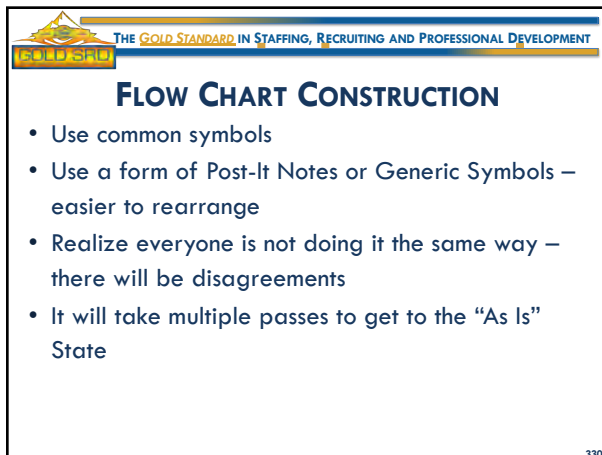 THE GOLD STANDARD IN STAFFING, RECRUITING AND PROFESSIONAL DEVELOPMENT
GOLD SRD
FLOW CHART CONSTRUCTION
• Use common symbols
• Use a form of Post-It Notes or Generic Symbols –
easier to rearrange
• Realize everyone is not doing it the same way –
there will be disagreements
• It will take multiple passes to get to the “As Is”
State
330